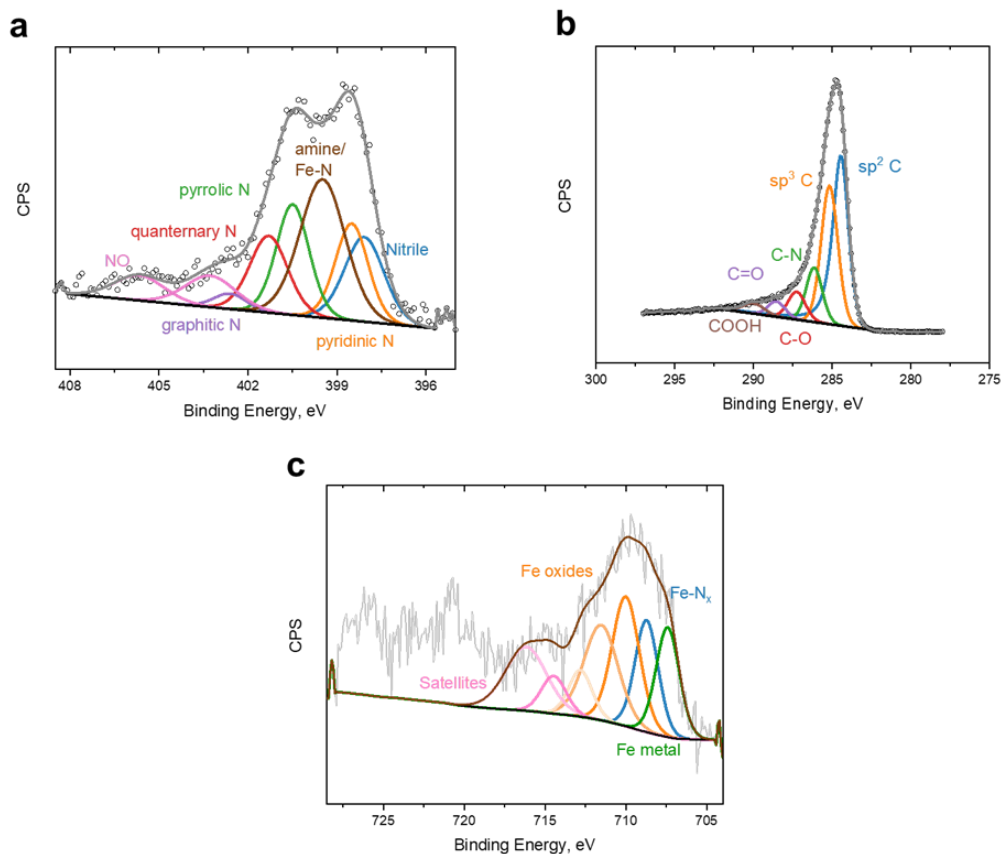 a
CPS
NO
quanternary N
pyrrolic N
amine/
Fe-N
Nitrile
graphitic N
pyridinic N
408
405
402
399
396
Binding Energy, eV
b
CPS
sp³ C
sp² C
C-N
C=O
COOH
C-O
300
295
290
285
280
275
Binding Energy, eV
c
CPS
Fe oxides
Fe-Nₓ
Satellites
Fe metal
725
720
715
710
705
Binding Energy, eV